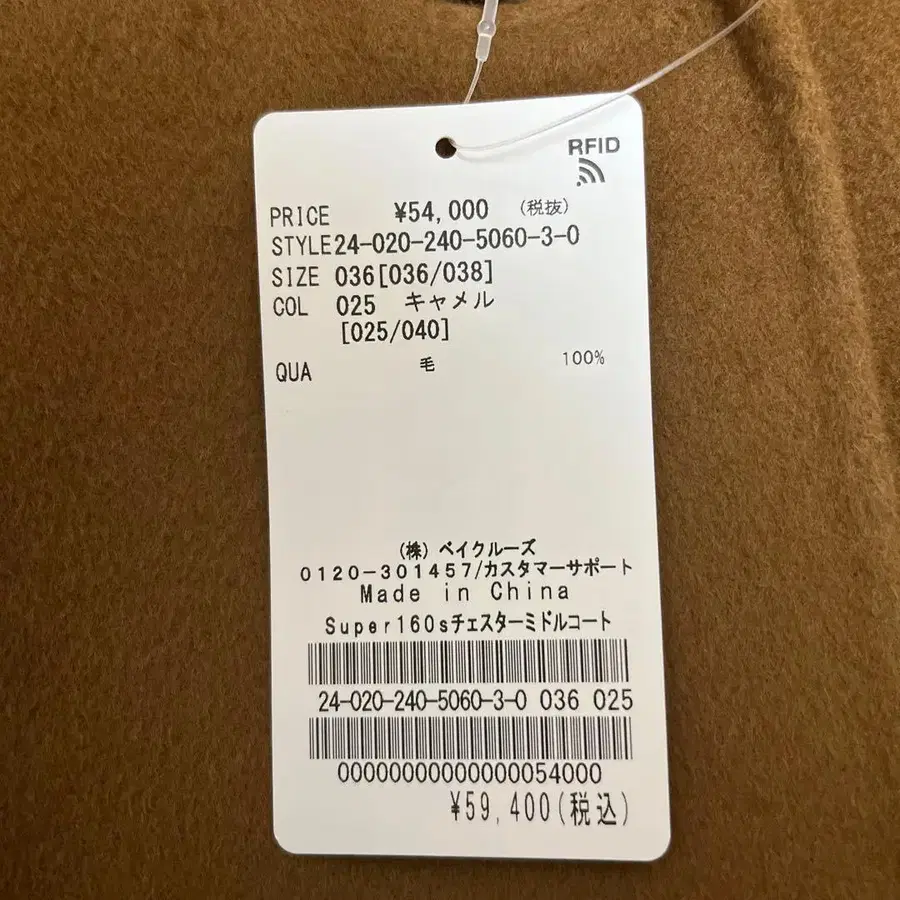 RFID
PRICE ¥54,000 (税抜)
STYLE24-020-240-5060-3-0
SIZE 036[036/038]
COL 025 キャメル
[025/040]
QUA 毛 100%
(株) ベイクルーズ
0120-301457/カスタマーサポート
Made in China
Super160sチェスターミドルコート
24-020-240-5060-3-0 036 025
00000000000000054000
¥59,400(税込)